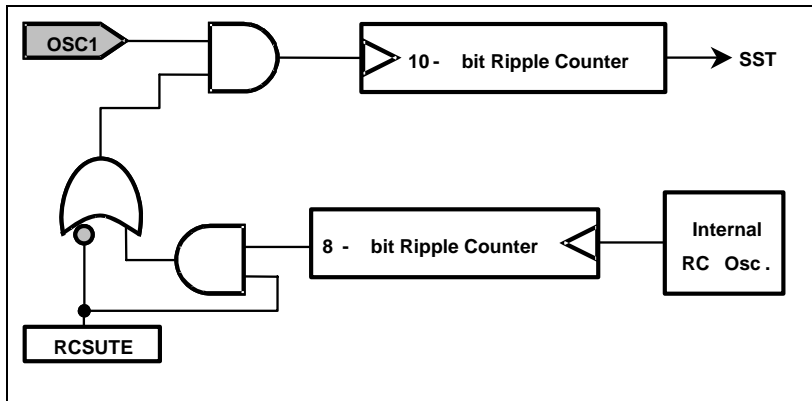 OSC1
10 - bit Ripple Counter
SST
8 - bit Ripple Counter
Internal
RC Osc .
RCSUTE